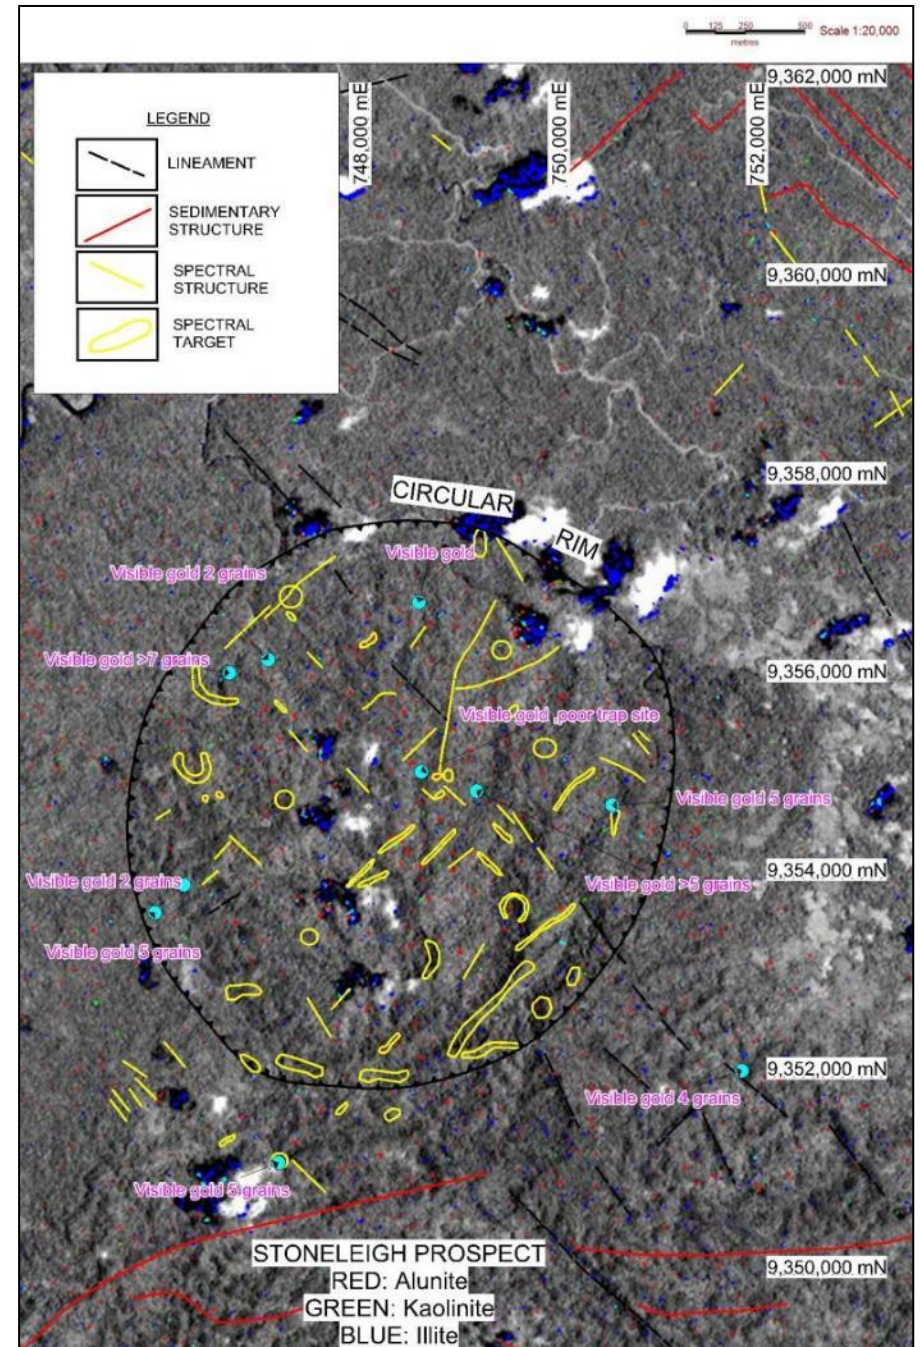 0 125 250 500
metres
Scale 1:20,000
9,362,000 mN
748,000 mE
750,000 mE
752,000 mE
LEGEND
LINEAMENT
SEDIMENTARY
STRUCTURE
SPECTRAL
STRUCTURE
SPECTRAL
TARGET
9,360,000 mN
9,358,000 mN
CIRCULAR
RIM
Visible gold
Visible gold 2 grains
Visible gold >7 grains
9,356,000 mN
Visible gold ,poor trap site
Visible gold 5 grains
9,354,000 mN
Visible gold 2 grains
Visible gold >5 grains
Visible gold 5 grains
9,352,000 mN
Visible gold 4 grains
Visible gold 5 grains
STONELEIGH PROSPECT
RED: Alunite
GREEN: Kaolinite
BLUE: Illite
9,350,000 mN